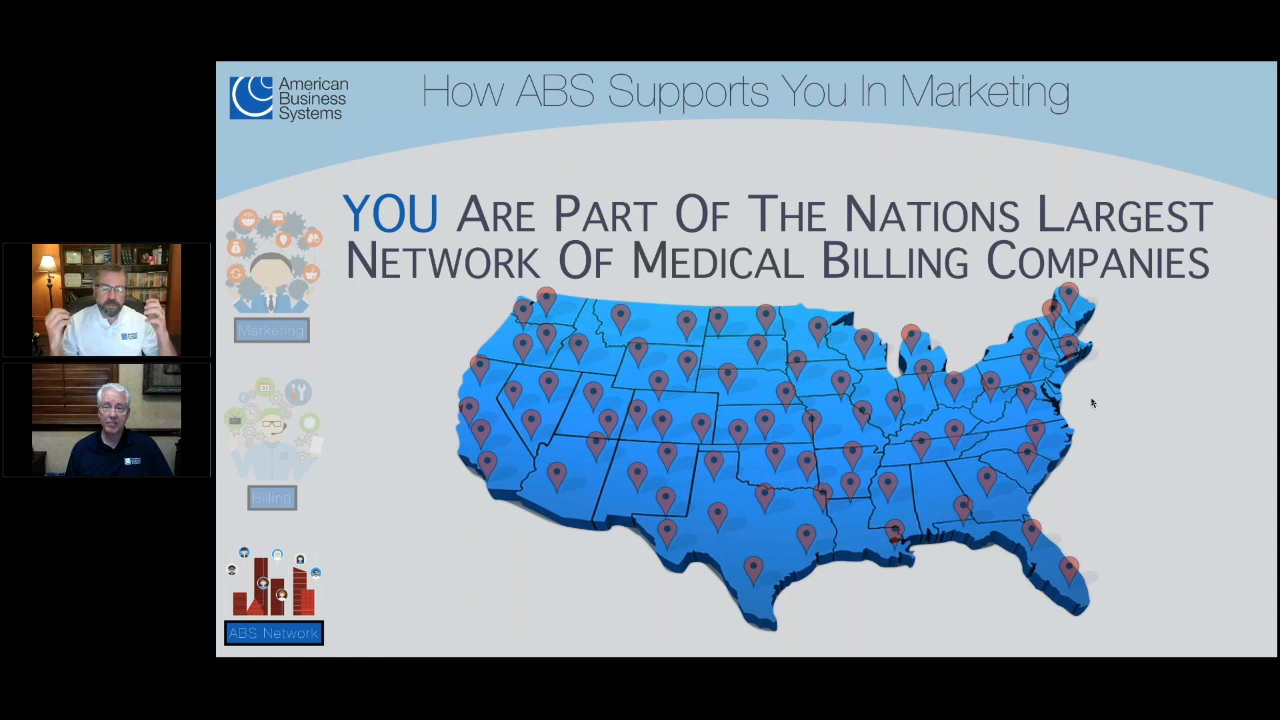 American
Business
Systems
How ABS Supports You In Marketing
YOU ARE PART OF THE NATIONS LARGEST
NETWORK OF MEDICAL BILLING COMPANIES
Marketing
Billing
ABS Network